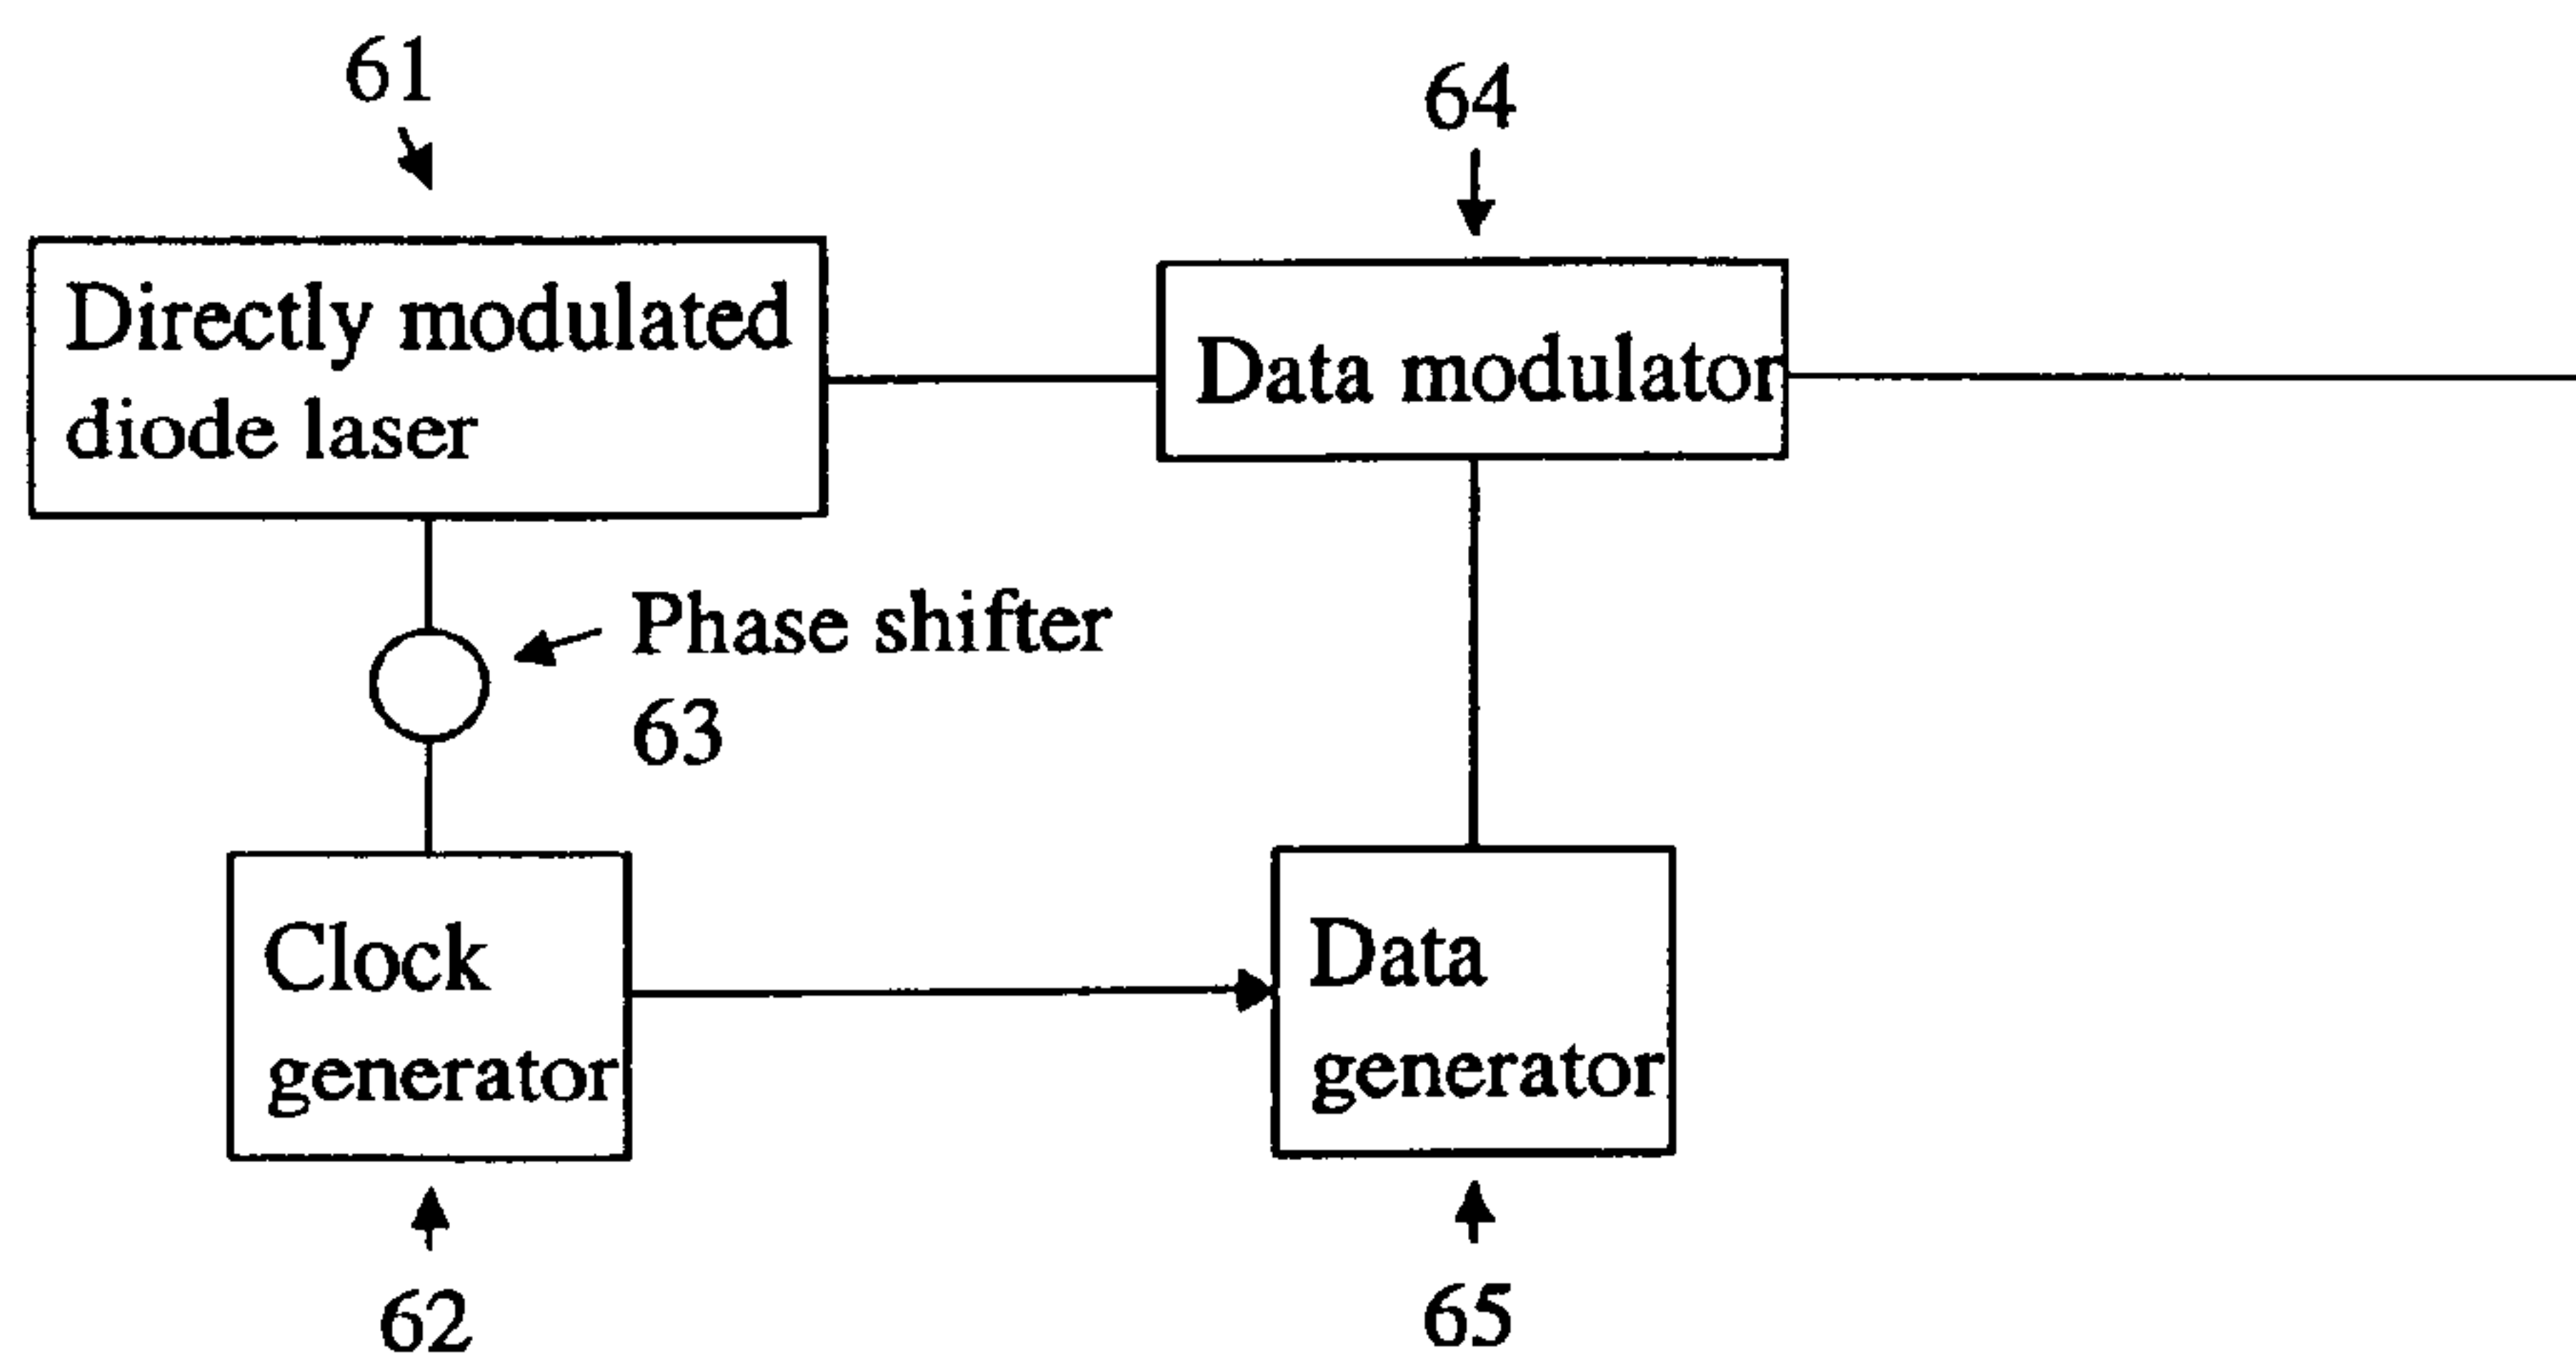 61
64
Directly modulated
diode laser
Data modulator
Phase shifter
63
Clock
generator
Data
generator
62
65